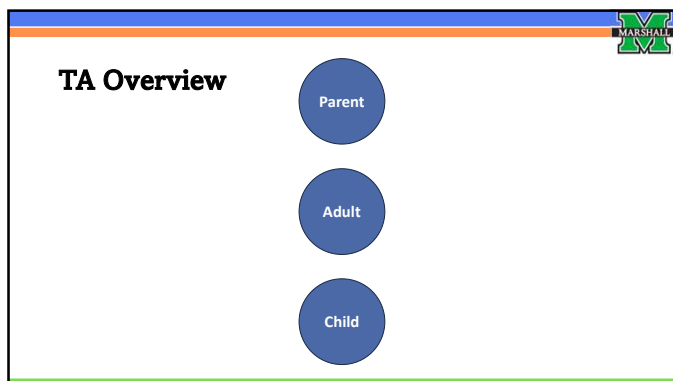 MARSHALL
TA Overview
Parent
Adult
Child